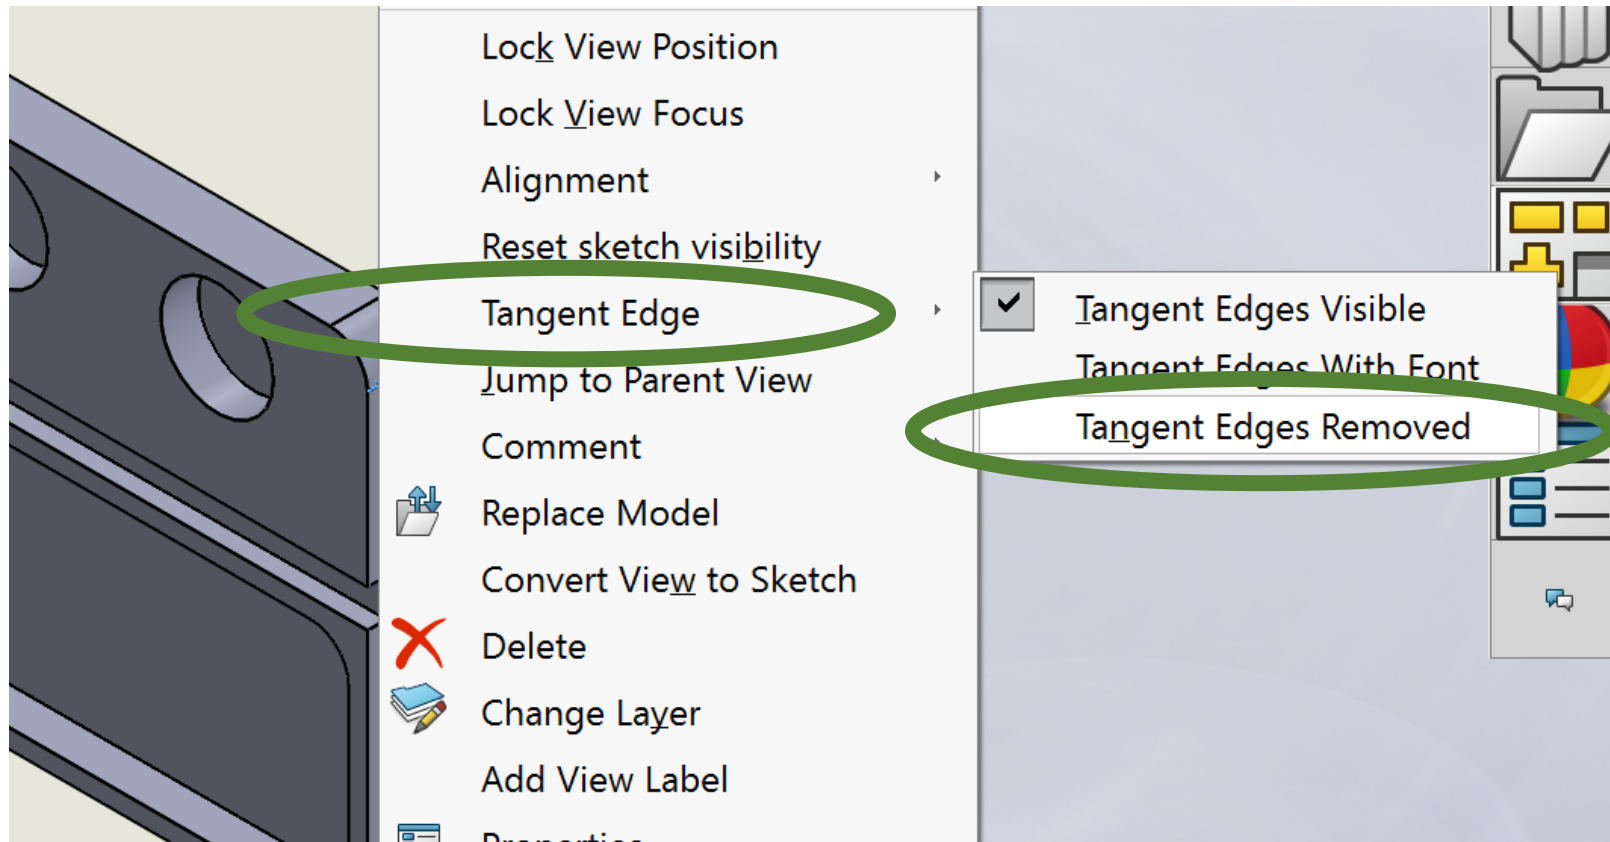 Lock View Position
Lock View Focus
Alignment
Reset sketch visibility
Tangent Edge
Tangent Edges Visible
Tangent Edges With Font
Tangent Edges Removed
Jump to Parent View
Comment
Replace Model
Convert View to Sketch
Delete
Change Layer
Add View Label
Properties